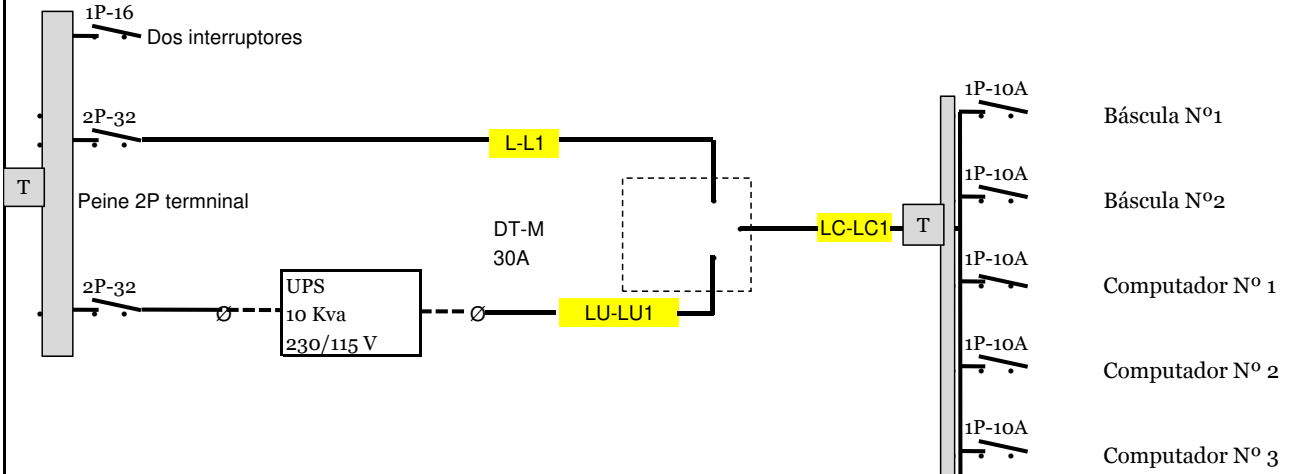 1P-16
Dos interruptores
2P-32
L-L1
T
Peine 2P termninal
DT-M
30A
2P-32
UPS
10 Kva
230/115 V
Ø
Ø
LU-LU1
LC-LC1
T
1P-10A
Báscula Nº1
1P-10A
Báscula Nº2
1P-10A
Computador Nº 1
1P-10A
Computador Nº 2
1P-10A
Computador Nº 3